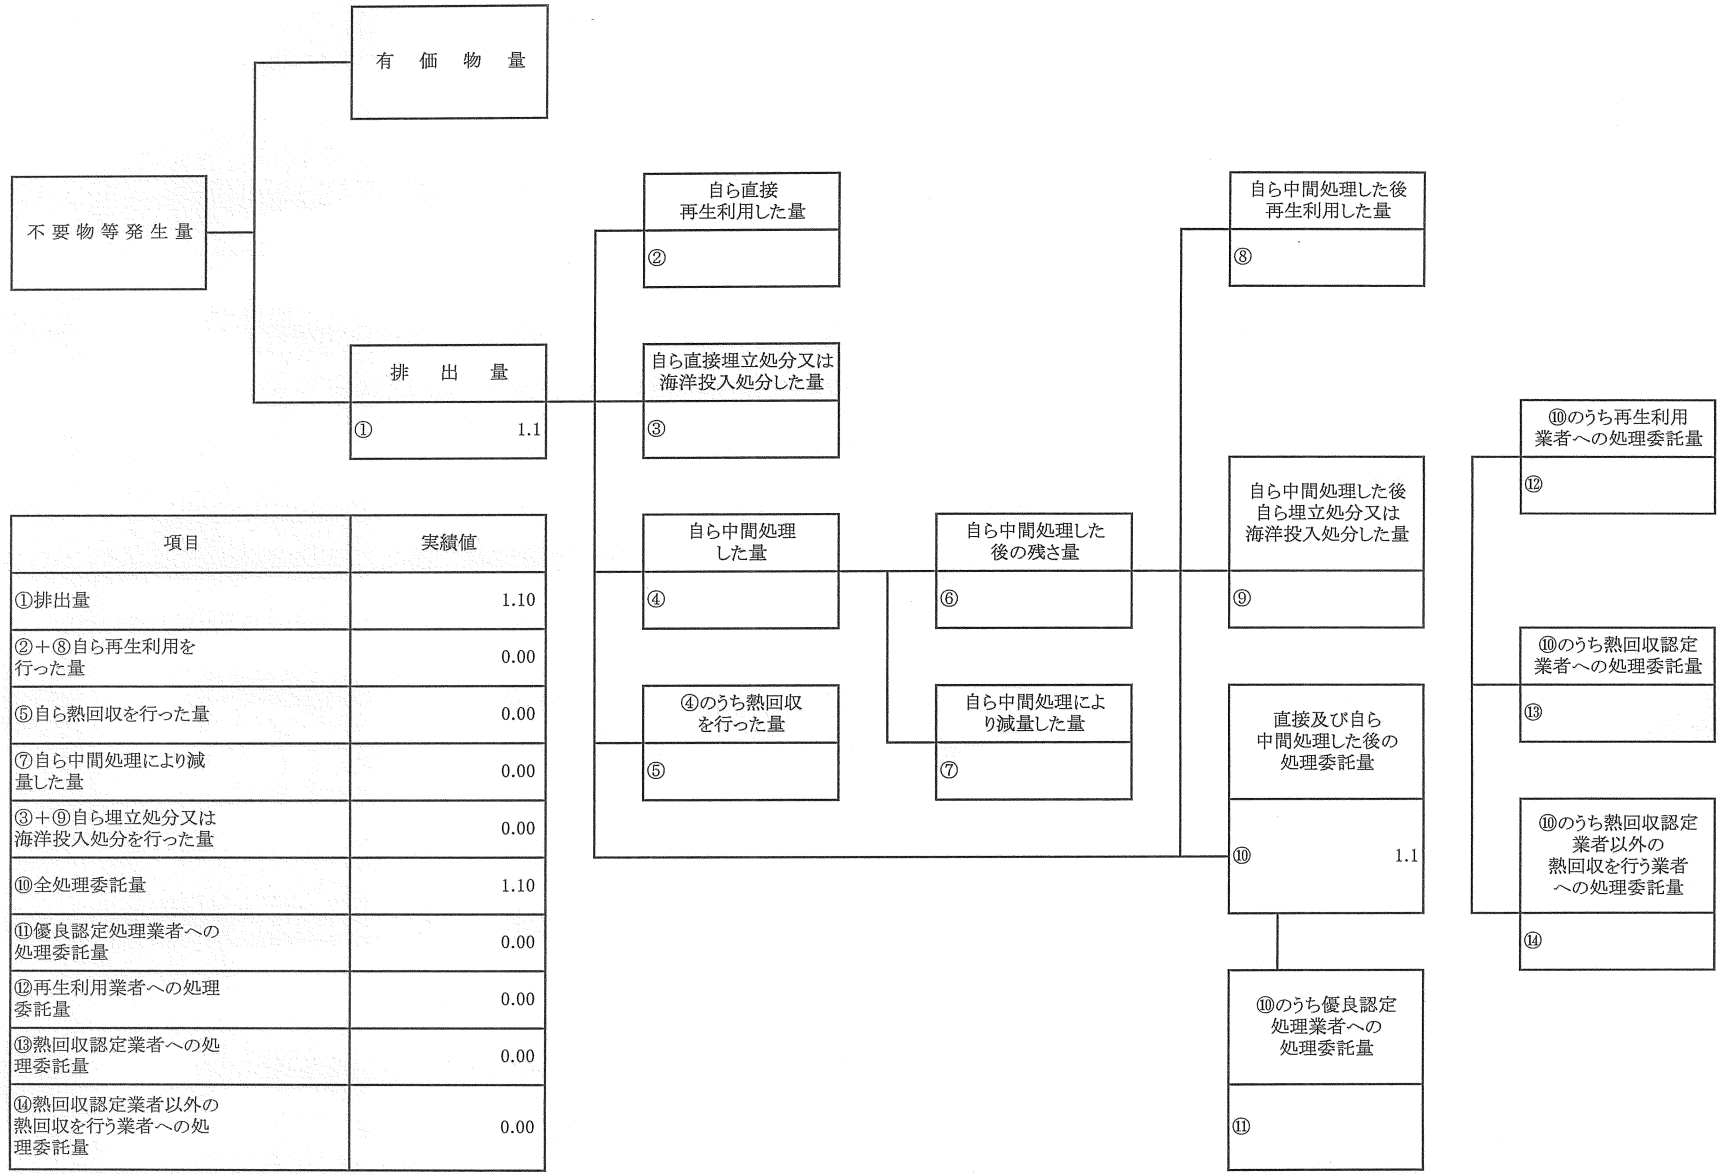 有価物量
不要物等発生量
排出量
① 1.1
自ら直接
再生利用した量
②
自ら直接埋立処分又は
海洋投入処分した量
③
自ら中間処理
した量
④
④のうち熱回収
を行った量
⑤
自ら中間処理した
後の残さ量
⑥
自ら中間処理によ
り減量した量
⑦
自ら中間処理した後
再生利用した量
⑧
自ら中間処理した後
自ら埋立処分又は
海洋投入処分した量
⑨
直接及び自ら
中間処理した後の
処理委託量
⑩ 1.1
⑩のうち優良認定
処理業者への
処理委託量
⑪
⑩のうち再生利用
業者への処理委託量
⑫
⑩のうち熱回収認定
業者への処理委託量
⑬
⑩のうち熱回収認定
業者以外の
熱回収を行う業者
への処理委託量
⑭
項目 実績値
①排出量 1.10
②＋⑧自ら再生利用を
行った量 0.00
⑤自ら熱回収を行った量 0.00
⑦自ら中間処理により減
量した量 0.00
③＋⑨自ら埋立処分又は
海洋投入処分を行った量 0.00
⑩全処理委託量 1.10
⑪優良認定処理業者への
処理委託量 0.00
⑫再生利用業者への処理
委託量 0.00
⑬熱回収認定業者への処
理委託量 0.00
⑭熱回収認定業者以外の
熱回収を行う業者への処
理委託量 0.00